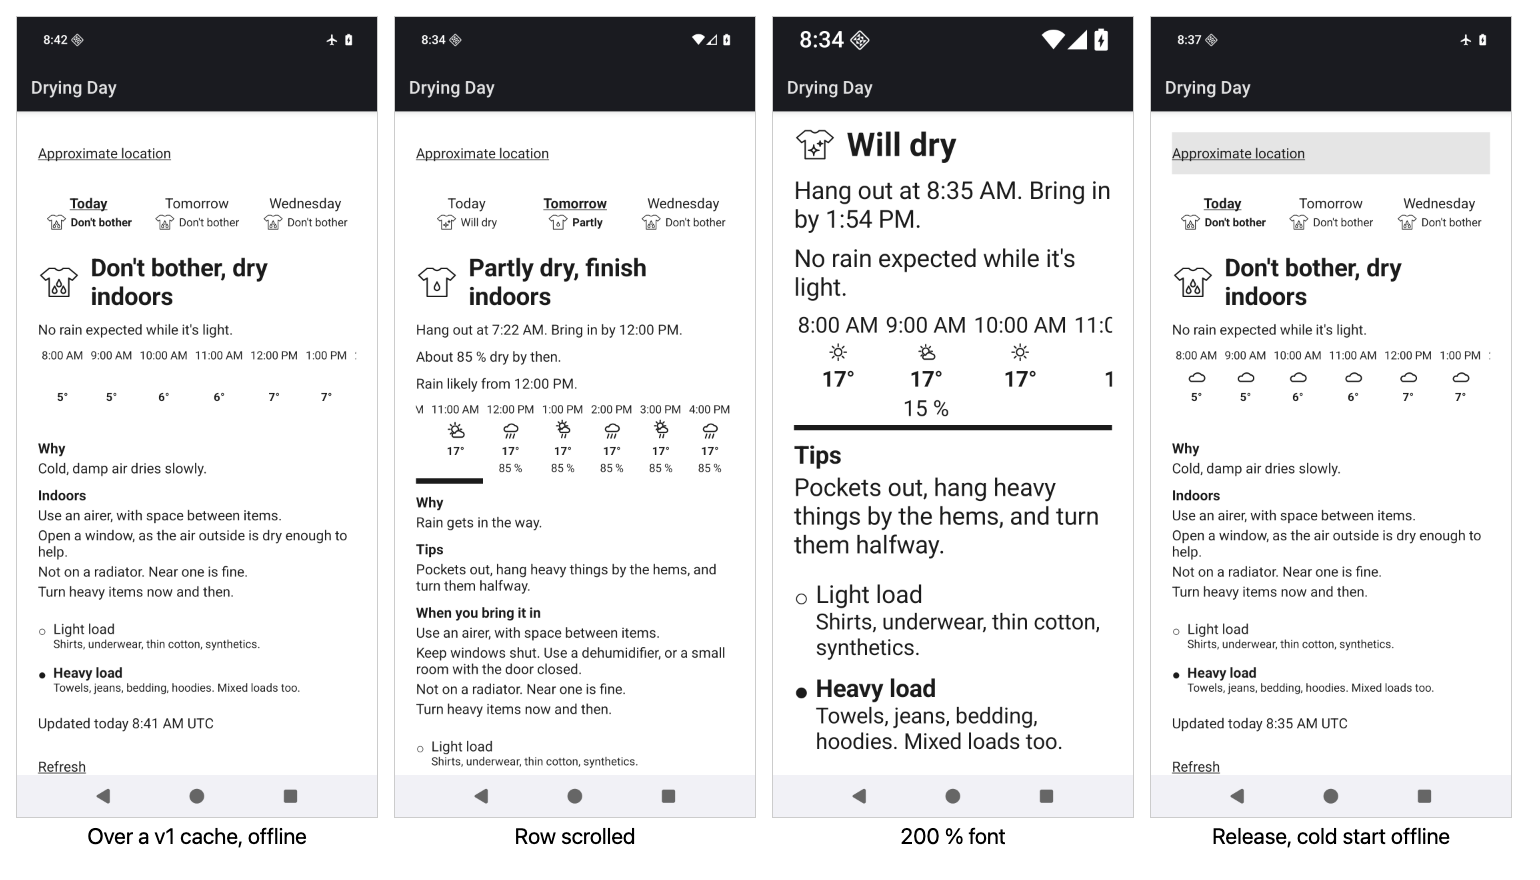 8:42
Drying Day
Approximate location
Today Tomorrow Wednesday
Don't bother Don't bother Don't bother
Don't bother, dry
indoors
No rain expected while it's light.
8:00 AM 9:00 AM 10:00 AM 11:00 AM 12:00 PM 1:00 PM
5° 5° 6° 6° 7° 7°
Why
Cold, damp air dries slowly.
Indoors
Use an airer, with space between items.
Open a window, as the air outside is dry enough to
help.
Not on a radiator. Near one is fine.
Turn heavy items now and then.
Light load
Shirts, underwear, thin cotton, synthetics.
Heavy load
Towels, jeans, bedding, hoodies. Mixed loads too.
Updated today 8:41 AM UTC
Refresh
Over a v1 cache, offline
8:34
Drying Day
Approximate location
Today Tomorrow Wednesday
Will dry Partly Don't bother
Partly dry, finish
indoors
Hang out at 7:22 AM. Bring in by 12:00 PM.
About 85 % dry by then.
Rain likely from 12:00 PM.
11:00 AM 12:00 PM 1:00 PM 2:00 PM 3:00 PM 4:00 PM
17° 17° 17° 17° 17° 17°
85 % 85 % 85 % 85 % 85 %
Why
Rain gets in the way.
Tips
Pockets out, hang heavy things by the hems, and
turn them halfway.
When you bring it in
Use an airer, with space between items.
Keep windows shut. Use a dehumidifier, or a small
room with the door closed.
Not on a radiator. Near one is fine.
Turn heavy items now and then.
Light load
Shirts, underwear, thin cotton, synthetics.
Row scrolled
8:34
Drying Day
Will dry
Hang out at 8:35 AM. Bring in
by 1:54 PM.
No rain expected while it's
light.
8:00 AM 9:00 AM 10:00 AM 11:0
17° 17° 17° 1
15 %
Tips
Pockets out, hang heavy
things by the hems, and turn
them halfway.
Light load
Shirts, underwear, thin cotton,
synthetics.
Heavy load
Towels, jeans, bedding,
hoodies. Mixed loads too.
200 % font
8:37
Drying Day
Approximate location
Today Tomorrow Wednesday
Don't bother Don't bother Don't bother
Don't bother, dry
indoors
No rain expected while it's light.
8:00 AM 9:00 AM 10:00 AM 11:00 AM 12:00 PM 1:00 PM
5° 5° 6° 6° 7° 7°
Why
Cold, damp air dries slowly.
Indoors
Use an airer, with space between items.
Open a window, as the air outside is dry enough to
help.
Not on a radiator. Near one is fine.
Turn heavy items now and then.
Light load
Shirts, underwear, thin cotton, synthetics.
Heavy load
Towels, jeans, bedding, hoodies. Mixed loads too.
Updated today 8:35 AM UTC
Refresh
Release, cold start offline